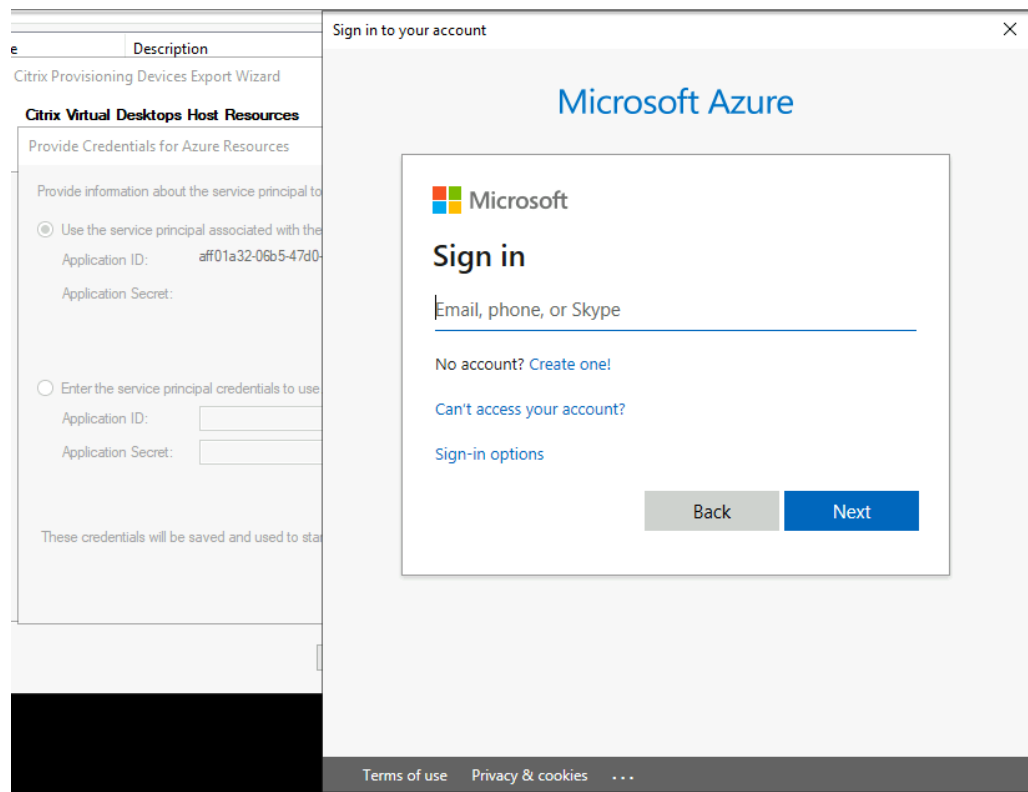 Sign in to your account
e Description
Citrix Provisioning Devices Export Wizard
Citrix Virtual Desktops Host Resources
Provide Credentials for Azure Resources
Provide information about the service principal to
Use the service principal associated with the
Application ID: aff01a32-06b5-47d0-
Application Secret:
Enter the service principal credentials to use
Application ID:
Application Secret:
These credentials will be saved and used to star
Microsoft Azure
Microsoft
Sign in
Email, phone, or Skype
No account? Create one!
Can't access your account?
Sign-in options
Back Next
Terms of use Privacy & cookies ...